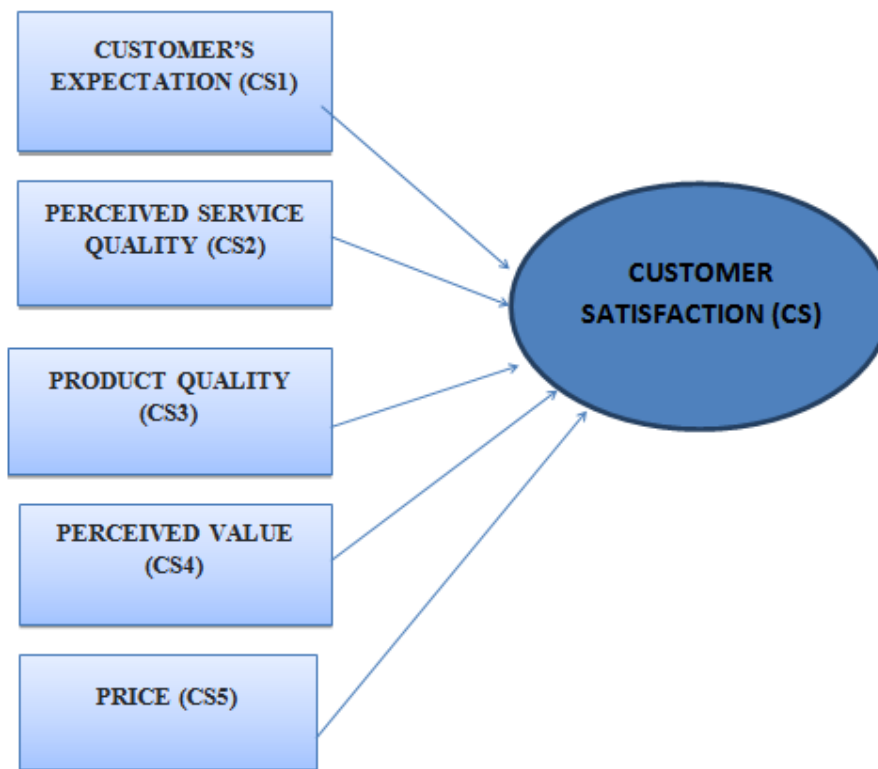 CUSTOMER'S
EXPECTATION (CS1)
PERCEIVED SERVICE
QUALITY (CS2)
PRODUCT QUALITY
(CS3)
PERCEIVED VALUE
(CS4)
PRICE (CS5)
CUSTOMER
SATISFACTION (CS)